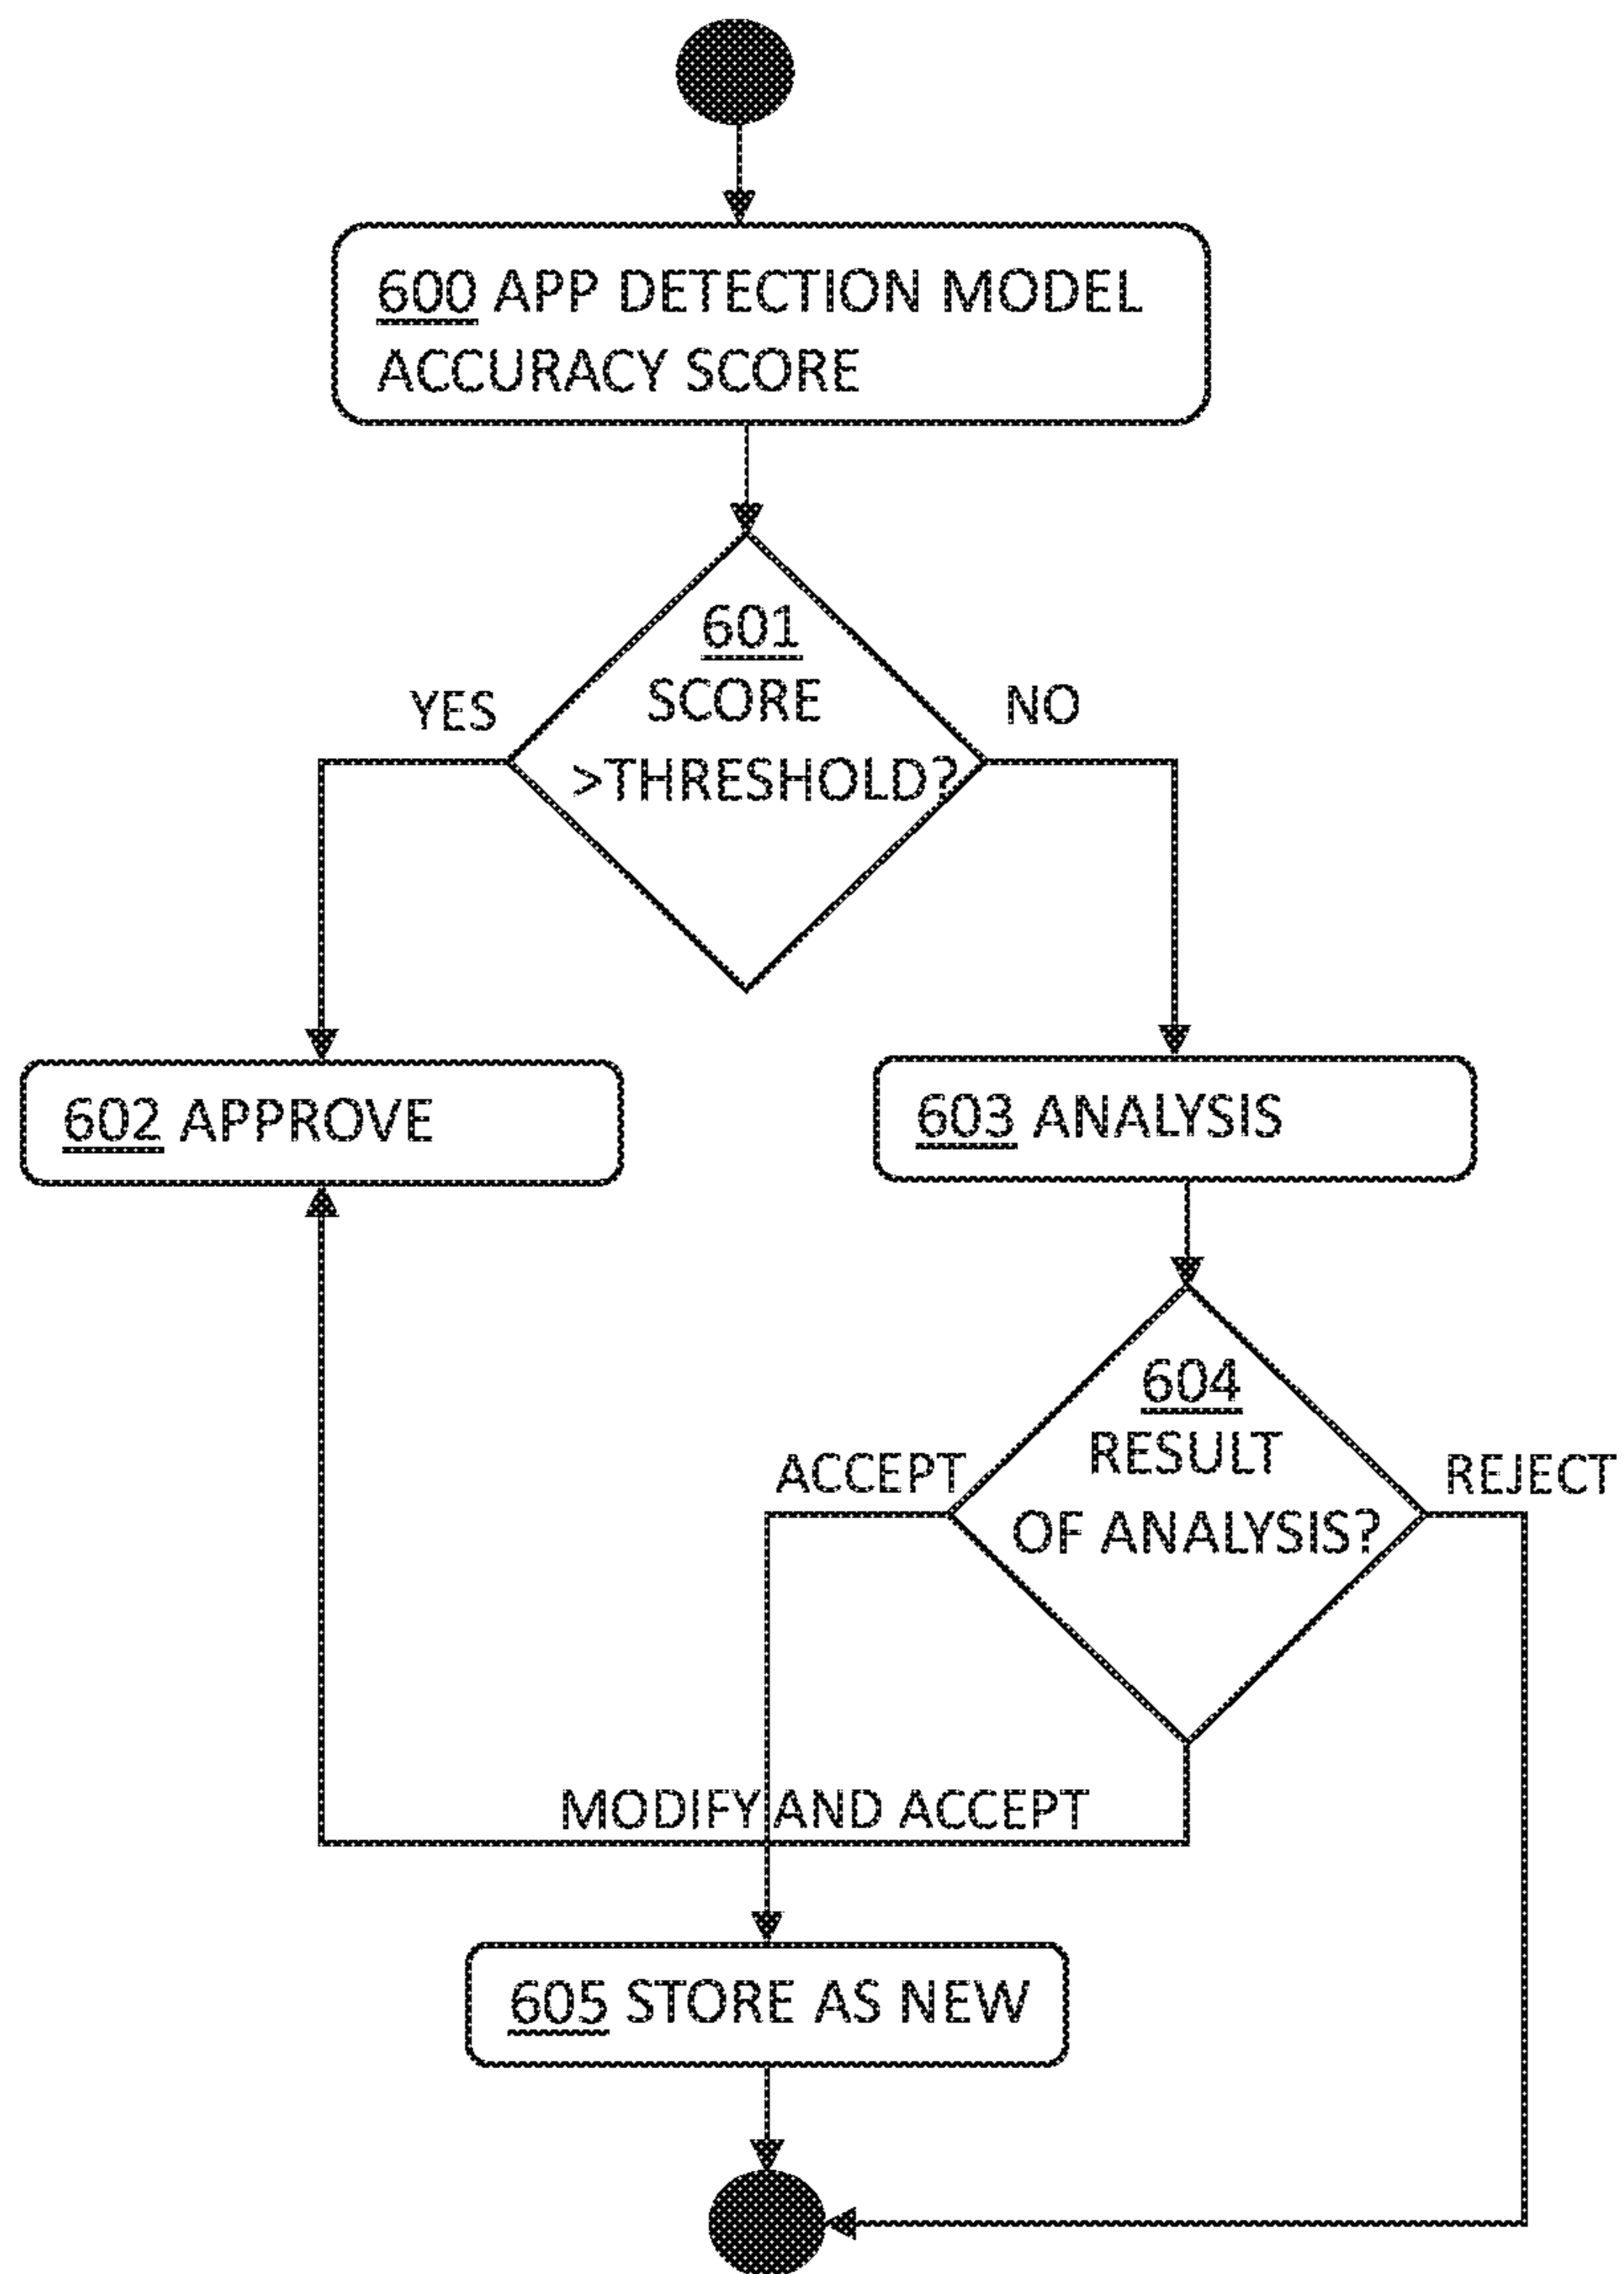 600 APP DETECTION MODEL
ACCURACY SCORE
601
SCORE
>THRESHOLD?
YES
NO
602 APPROVE
603 ANALYSIS
604
RESULT
OF ANALYSIS?
ACCEPT
REJECT
MODIFY AND ACCEPT
605 STORE AS NEW